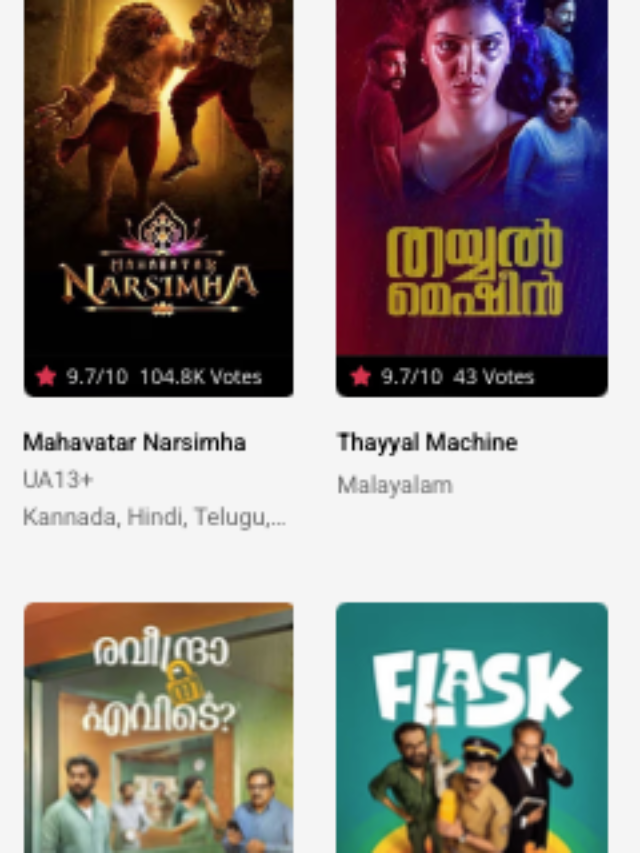 MAHAVATAR
NARSIMHA
തയ്യൽ
മെഷീൻ
9.7/10 104.8K Votes
9.7/10 43 Votes
Mahavatar Narsimha
UA13+
Kannada, Hindi, Telugu,...
Thayyal Machine
Malayalam
രവീന്ദ്രാ
നീ
എവിടെ?
FLASK